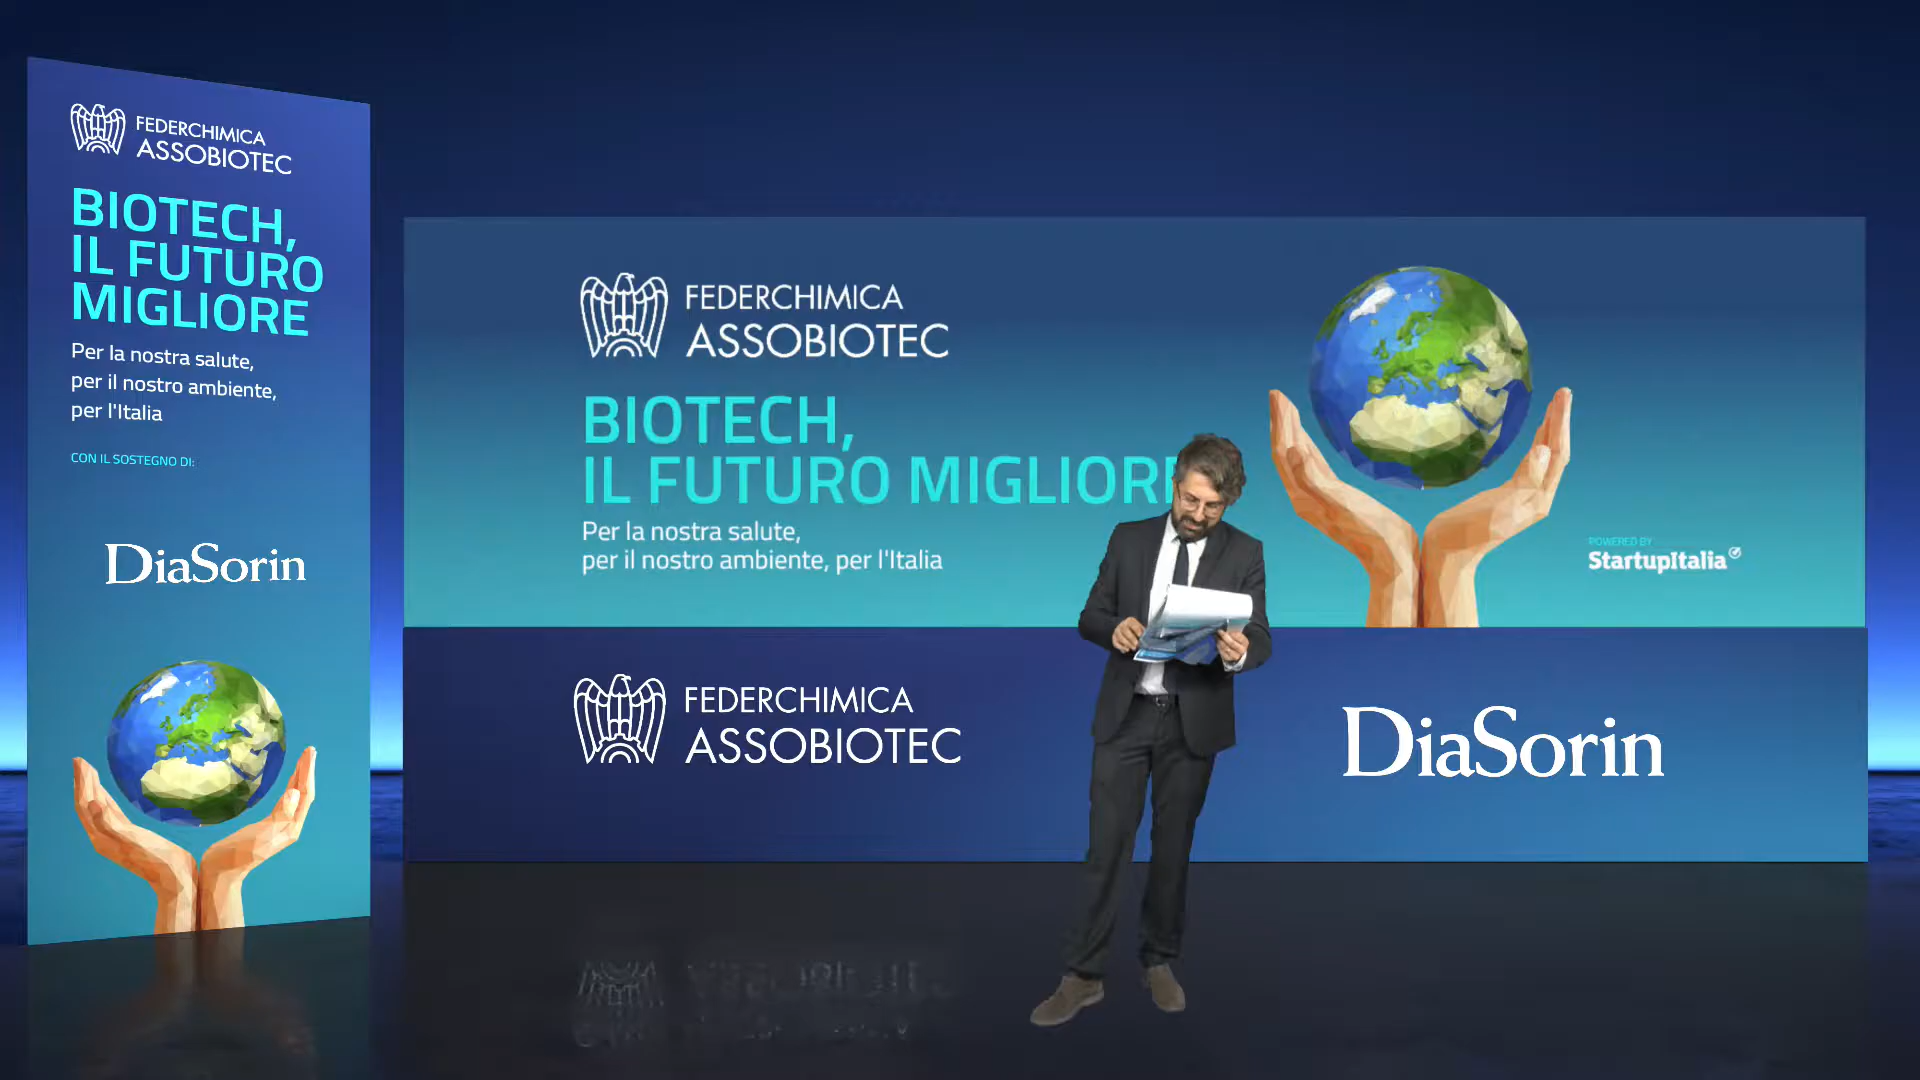 FEDERCHIMICA
ASSOBIOTEC
BIOTECH,
IL FUTURO
MIGLIORE
Per la nostra salute,
per il nostro ambiente,
per l'Italia
CON IL SOSTEGNO DI:
DiaSorin
FEDERCHIMICA
ASSOBIOTEC
BIOTECH,
IL FUTURO MIGLIORE
Per la nostra salute,
per il nostro ambiente, per l'Italia
POWERED BY
StartupItalia
FEDERCHIMICA
ASSOBIOTEC
DiaSorin